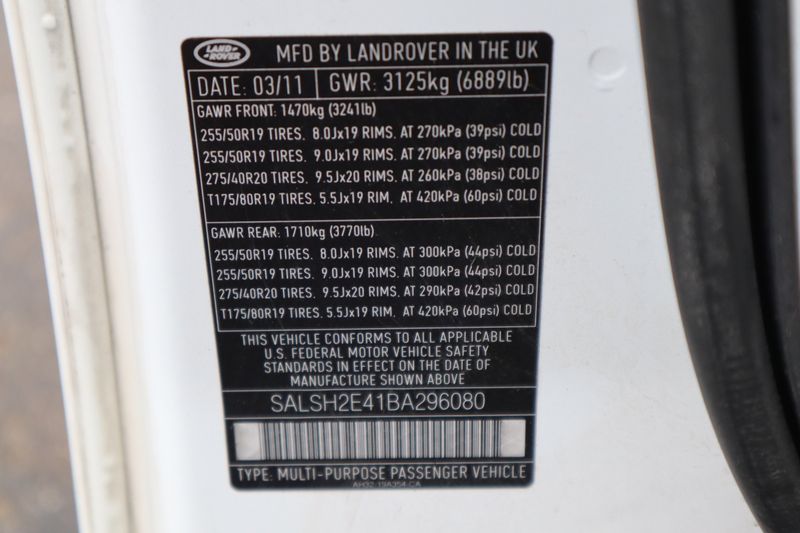 LAND ROVER
MFD BY LANDROVER IN THE UK
DATE: 03/11 GWR: 3125kg (6889lb)
GAWR FRONT: 1470kg (3241lb)
255/50R19 TIRES. 8.0Jx19 RIMS. AT 270kPa (39psi) COLD
255/50R19 TIRES. 9.0Jx19 RIMS. AT 270kPa (39psi) COLD
275/40R20 TIRES. 9.5Jx20 RIMS. AT 260kPa (38psi) COLD
T175/80R19 TIRES. 5.5Jx19 RIM. AT 420kPa (60psi) COLD
GAWR REAR: 1710kg (3770lb)
255/50R19 TIRES. 8.0Jx19 RIMS. AT 300kPa (44psi) COLD
255/50R19 TIRES. 9.0Jx19 RIMS. AT 300kPa (44psi) COLD
275/40R20 TIRES. 9.5Jx20 RIMS. AT 290kPa (42psi) COLD
T175/80R19 TIRES. 5.5Jx19 RIM. AT 420kPa (60psi) COLD
THIS VEHICLE CONFORMS TO ALL APPLICABLE
U.S. FEDERAL MOTOR VEHICLE SAFETY
STANDARDS IN EFFECT ON THE DATE OF
MANUFACTURE SHOWN ABOVE
SALSH2E41BA296080
TYPE: MULTI-PURPOSE PASSENGER VEHICLE
AH32-19A354-CA